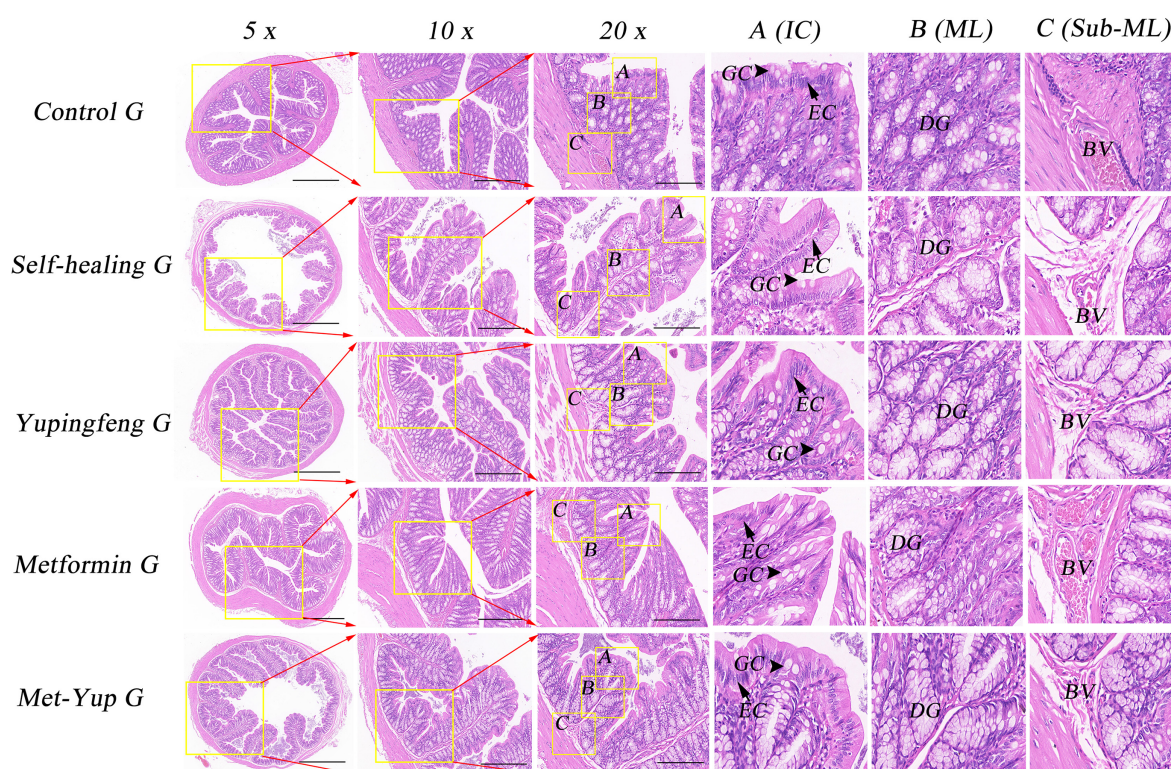 5 x 10 x 20 x A (IC) B (ML) C (Sub-ML)
Control G
A B C GC EC DG BV
Self-healing G
A B C EC GC DG BV
Yupingfeng G
A C B EC GC DG BV
Metformin G
C A B EC GC DG BV
Met-Yup G
A B C GC EC DG BV